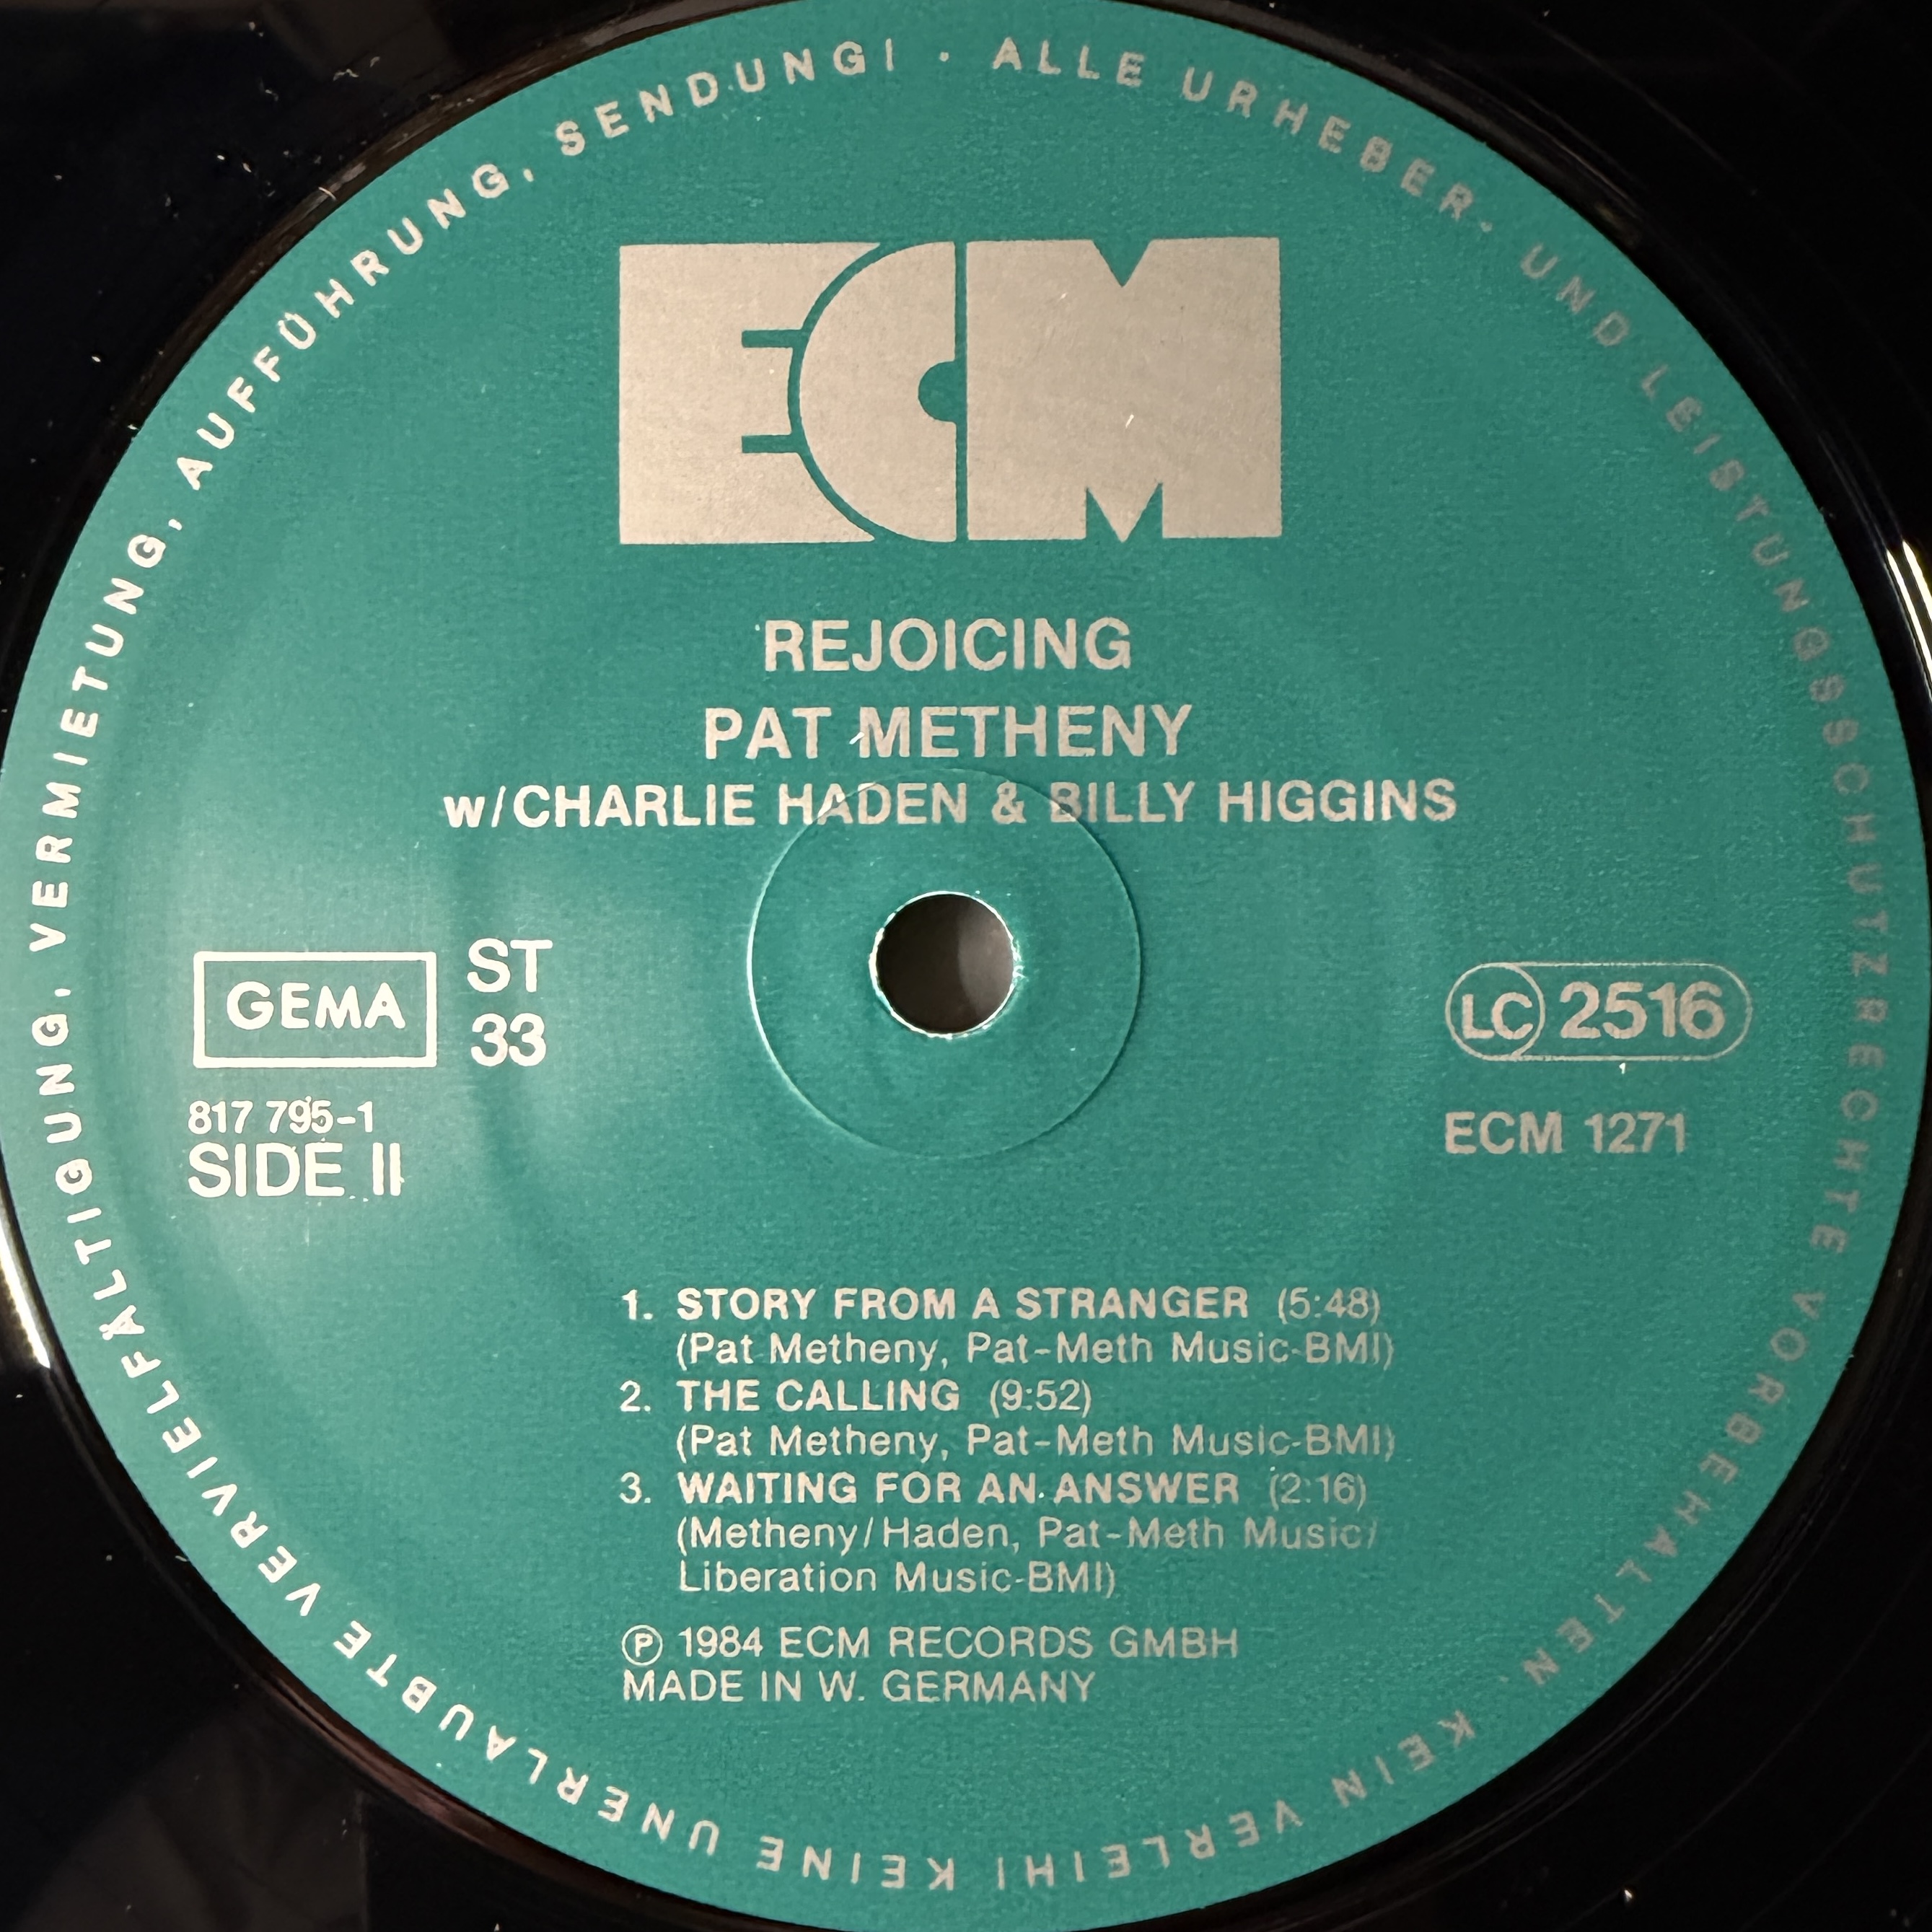 ALLE URHEBER- UND LEISTUNGSSCHUTZRECHTE VORBEHALTEN · KEIN VERLEIH! KEINE UNERLAUBTE VERVIELFÄLTIGUNG, VERMIETUNG, AUFFÜHRUNG, SENDUNG! ·
ECM
REJOICING
PAT METHENY
w/CHARLIE HADEN & BILLY HIGGINS
GEMA
ST
33
817 795-1
SIDE II
LC 2516
ECM 1271
1. STORY FROM A STRANGER (5:48)
(Pat Metheny, Pat-Meth Music-BMI)
2. THE CALLING (9:52)
(Pat Metheny, Pat-Meth Music-BMI)
3. WAITING FOR AN ANSWER (2:16)
(Metheny/Haden, Pat-Meth Music/
Liberation Music-BMI)
℗ 1984 ECM RECORDS GMBH
MADE IN W. GERMANY